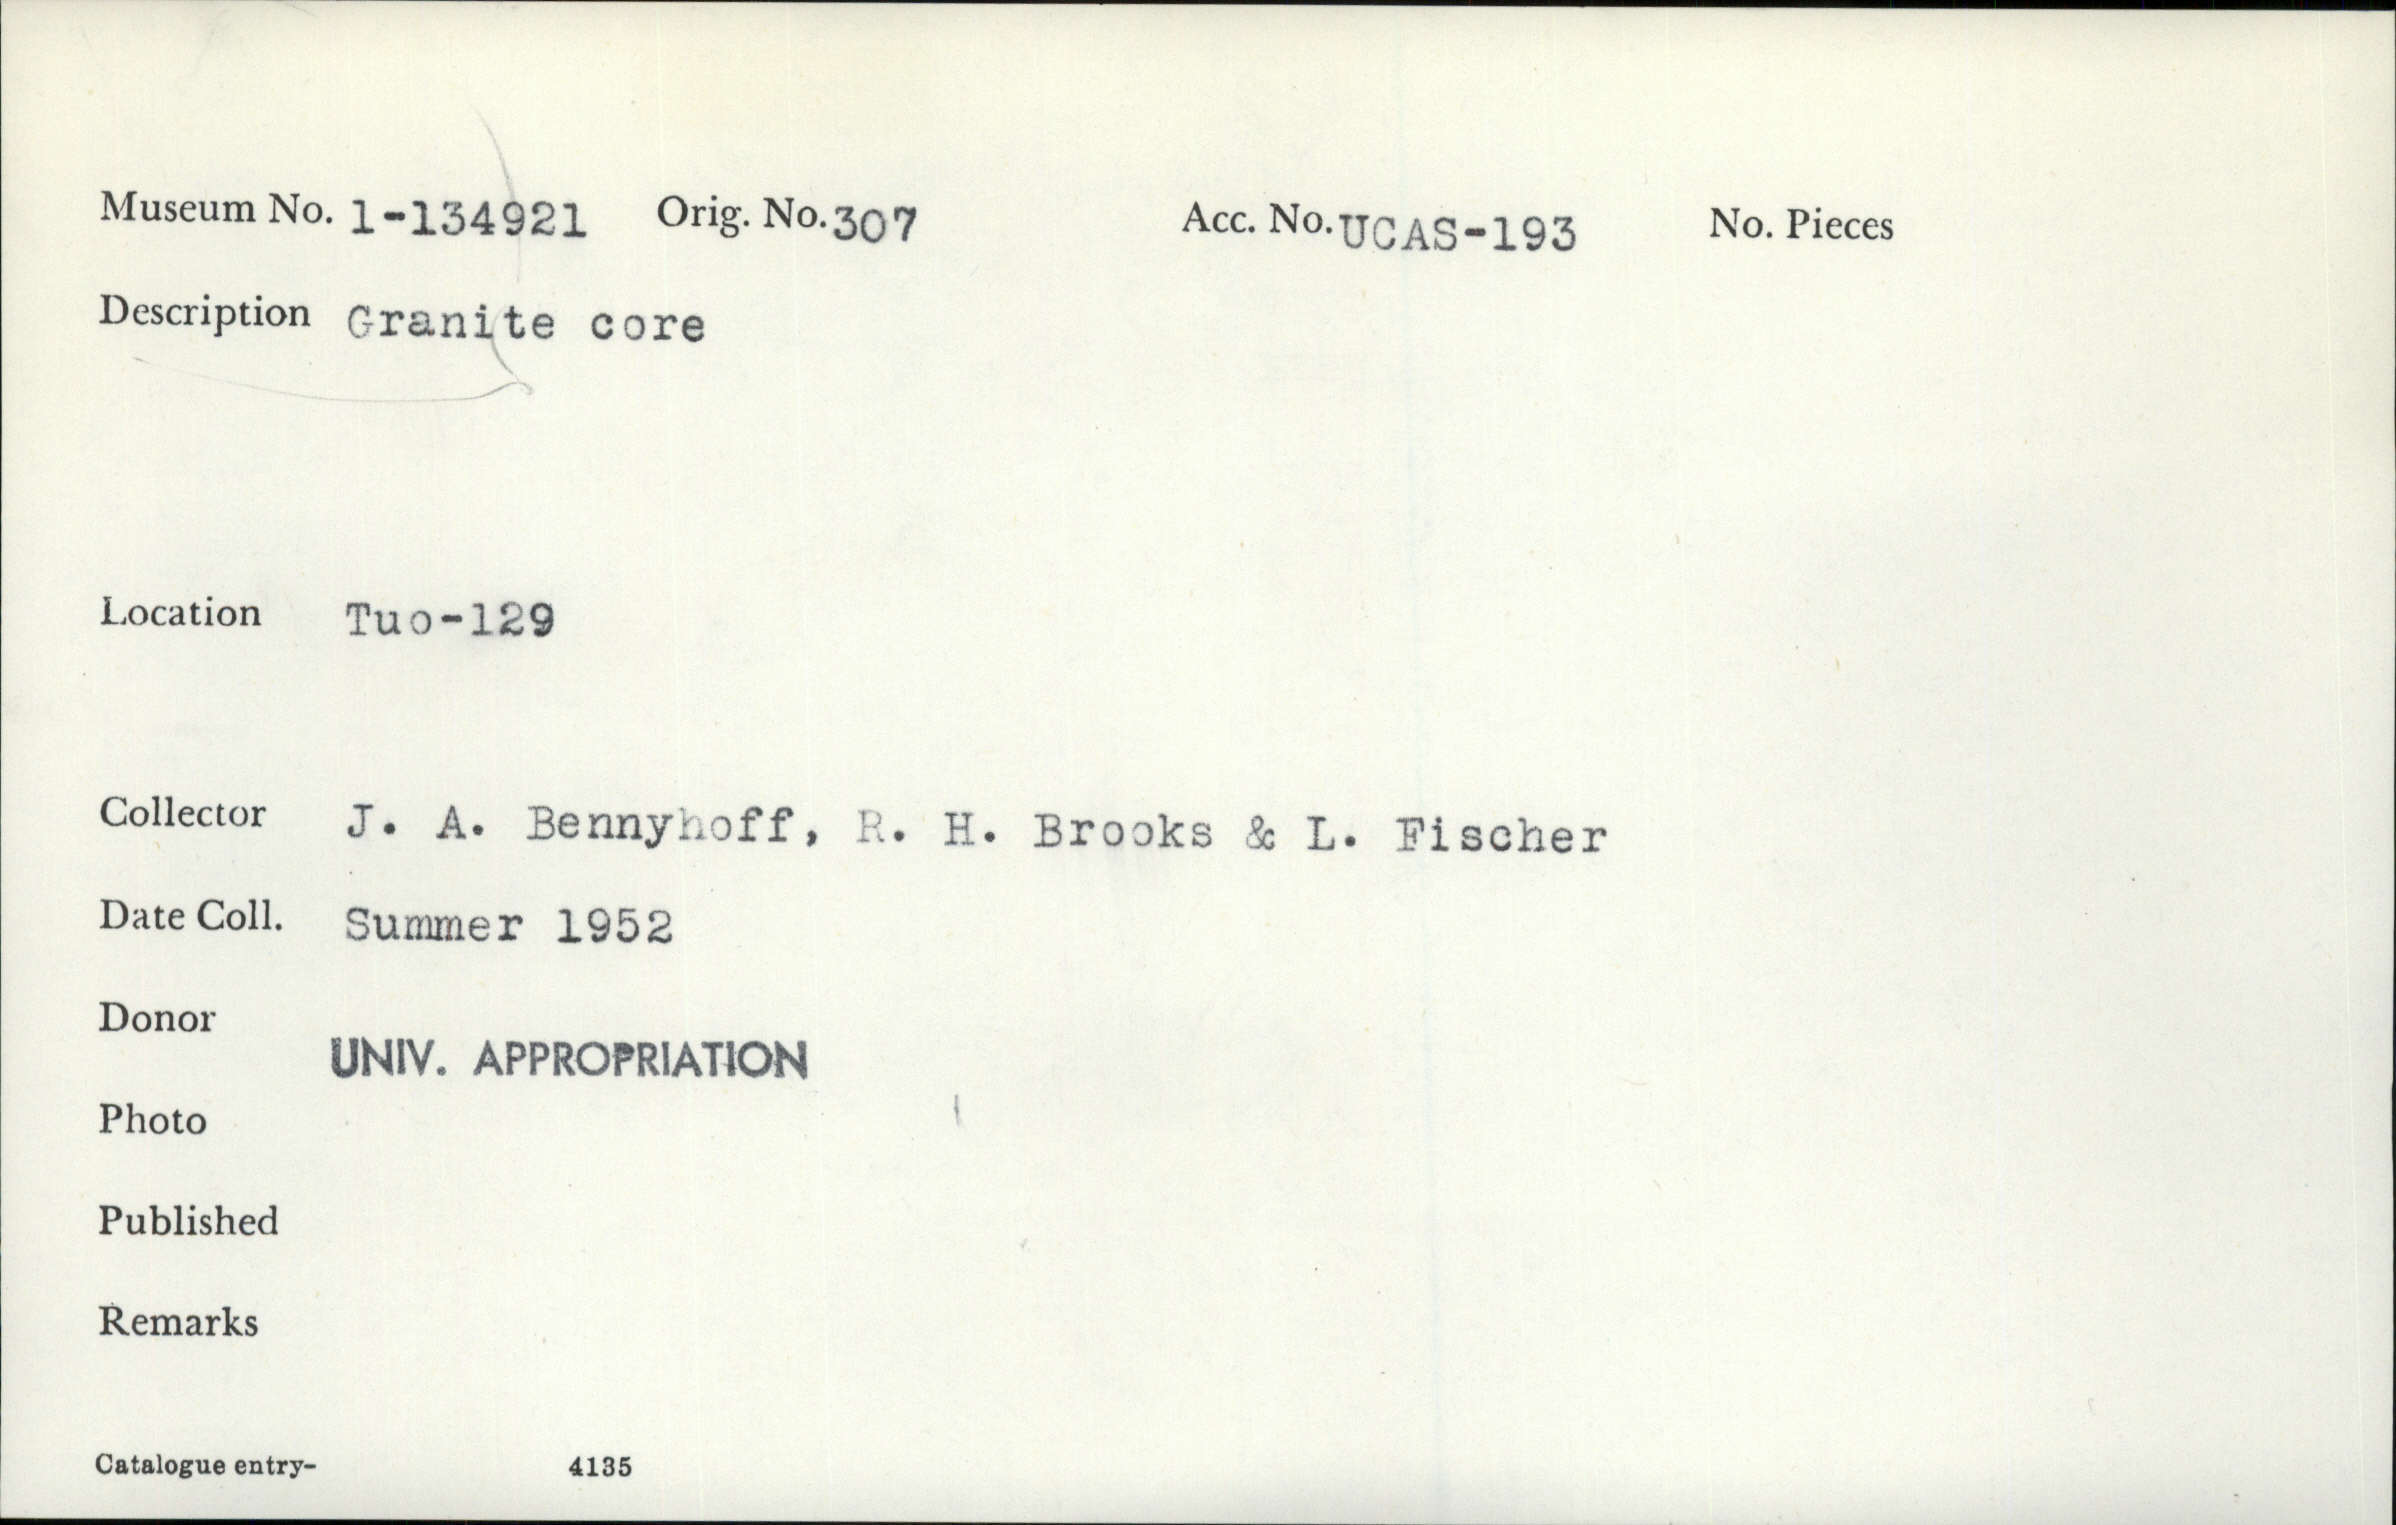 Museum No. 1-134921 Orig. No. 307 Acc. No. UCAS-193 No. Pieces
Description Granite core
Location Tuo-129
Collector J. A. Bennyhoff, R. H. Brooks & L. Fischer
Date Coll. Summer 1952
Donor
UNIV. APPROPRIATION
Photo
Published
Remarks
Catalogue entry- 4135